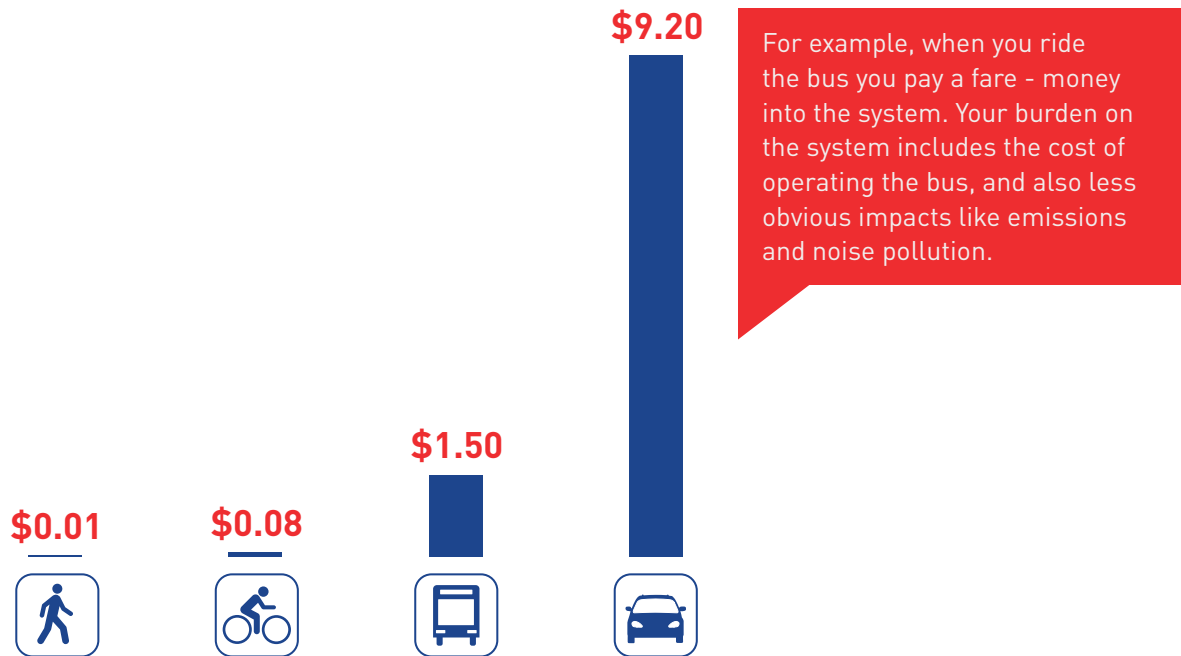 $9.20
For example, when you ride
the bus you pay a fare - money
into the system. Your burden on
the system includes the cost of
operating the bus, and also less
obvious impacts like emissions
and noise pollution.
$1.50
$0.01
$0.08